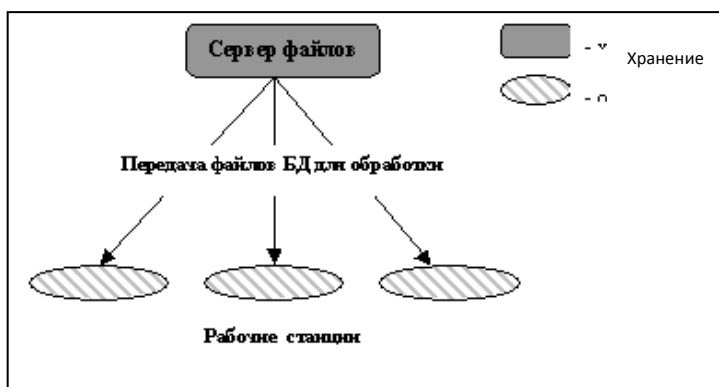 Сервер файлов
Хранение
Передача файлов БД для обработки
Рабочие станции